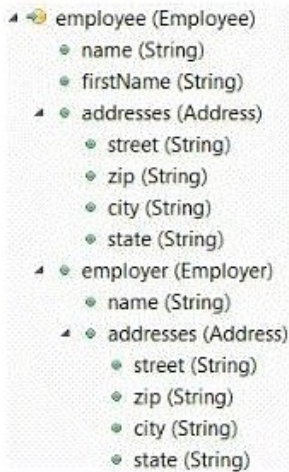 employee (Employee)
name (String)
firstName (String)
addresses (Address)
street (String)
zip (String)
city (String)
state (String)
employer (Employer)
name (String)
addresses (Address)
street (String)
zip (String)
city (String)
state (String)